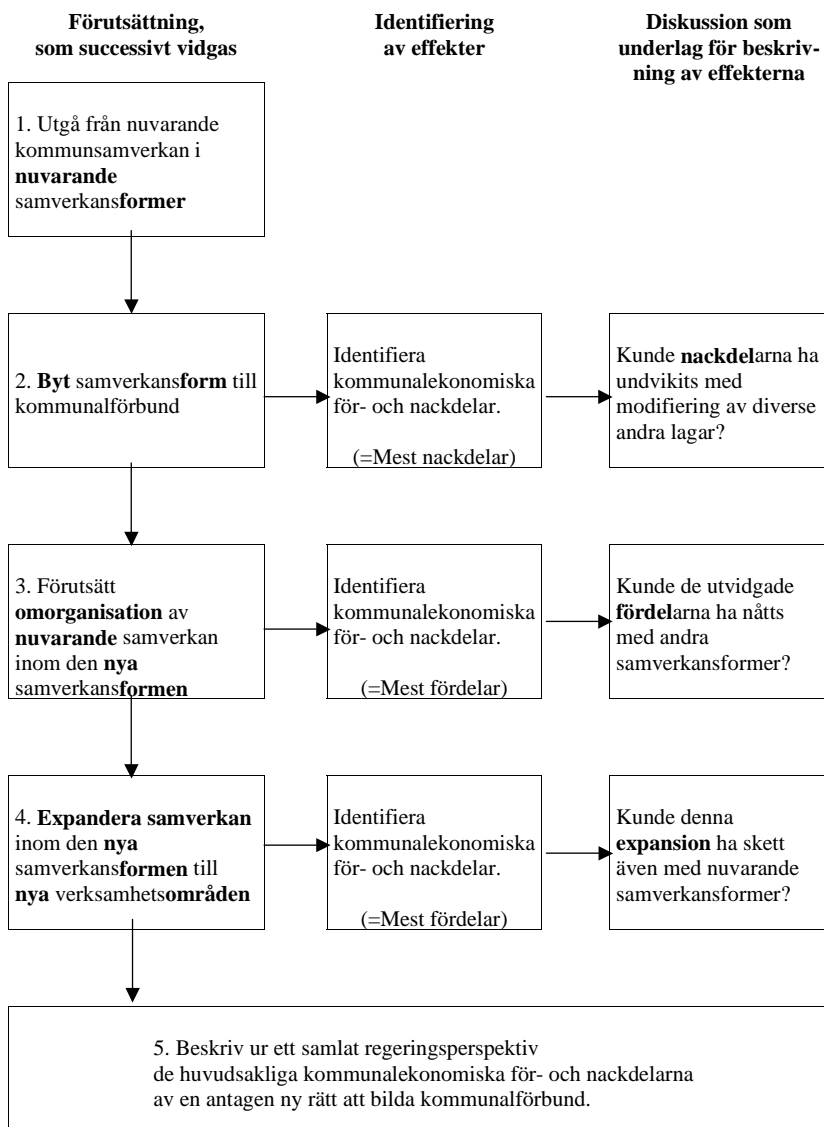 Förutsättning,
som successivt vidgas
Identifiering
av effekter
Diskussion som
underlag för beskriv-
ning av effekterna
1. Utgå från nuvarande
kommunsamverkan i
nuvarande
samverkansformer
2. Byt samverkansform till
kommunalförbund
Identifiera
kommunalekonomiska
för- och nackdelar.
(=Mest nackdelar)
Kunde nackdelarna ha
undvikits med
modifiering av diverse
andra lagar?
3. Förutsätt
omorganisation av
nuvarande samverkan
inom den nya
samverkansformen
Identifiera
kommunalekonomiska
för- och nackdelar.
(=Mest fördelar)
Kunde de utvidgade
fördelarna ha nåtts
med andra
samverkansformer?
4. Expandera samverkan
inom den nya
samverkansformen till
nya verksamhetsområden
Identifiera
kommunalekonomiska
för- och nackdelar.
(=Mest fördelar)
Kunde denna
expansion ha skett
även med nuvarande
samverkansformer?
5. Beskriv ur ett samlat regeringsperspektiv
de huvudsakliga kommunalekonomiska för- och nackdelarna
av en antagen ny rätt att bilda kommunalförbund.